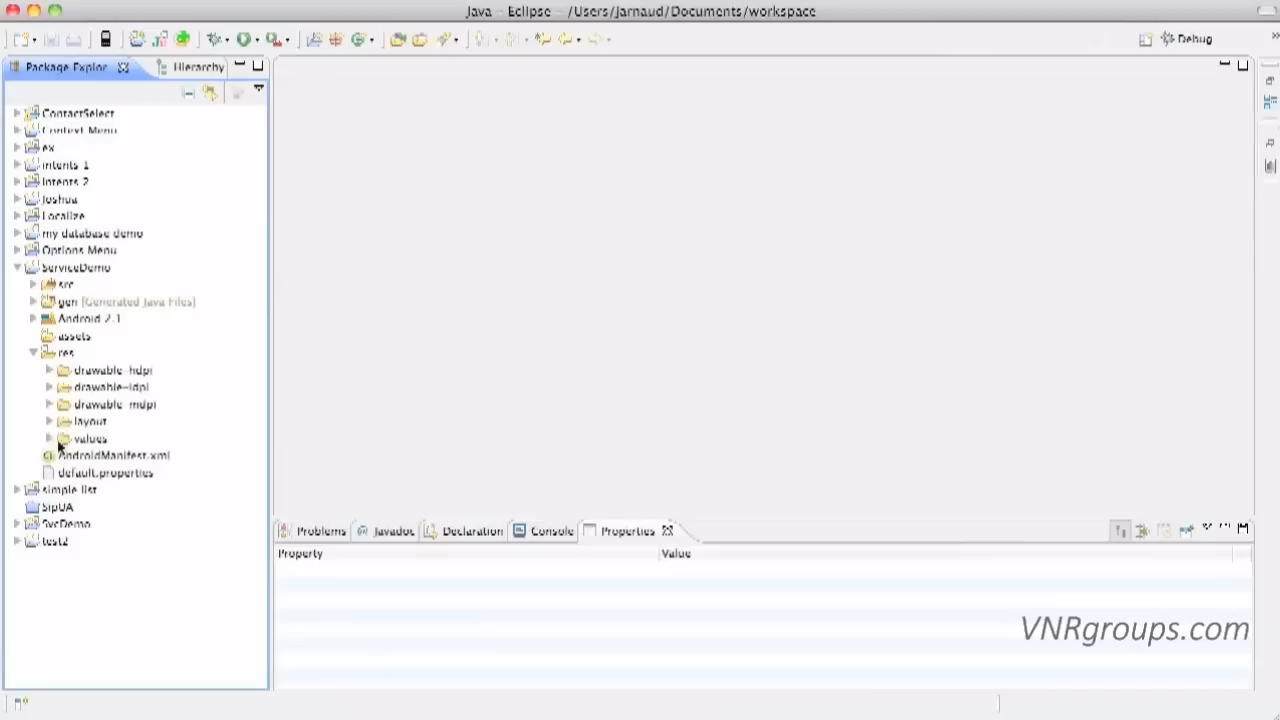 Java – Eclipse – /Users/Jarnaud/Documents/workspace
Debug
Package Explor
Hierarchy
ContactSelect
Context Menu
ex
intents 1
Intents 2
Joshua
Localize
my database demo
Options Menu
ServiceDemo
src
gen [Generated Java Files]
Android 2.1
assets
res
drawable-hdpi
drawable-ldpi
drawable-mdpi
layout
values
AndroidManifest.xml
default.properties
simple list
SipUA
SvcDemo
test2
Problems
Javadoc
Declaration
Console
Properties
Property
Value
VNRgroups.com